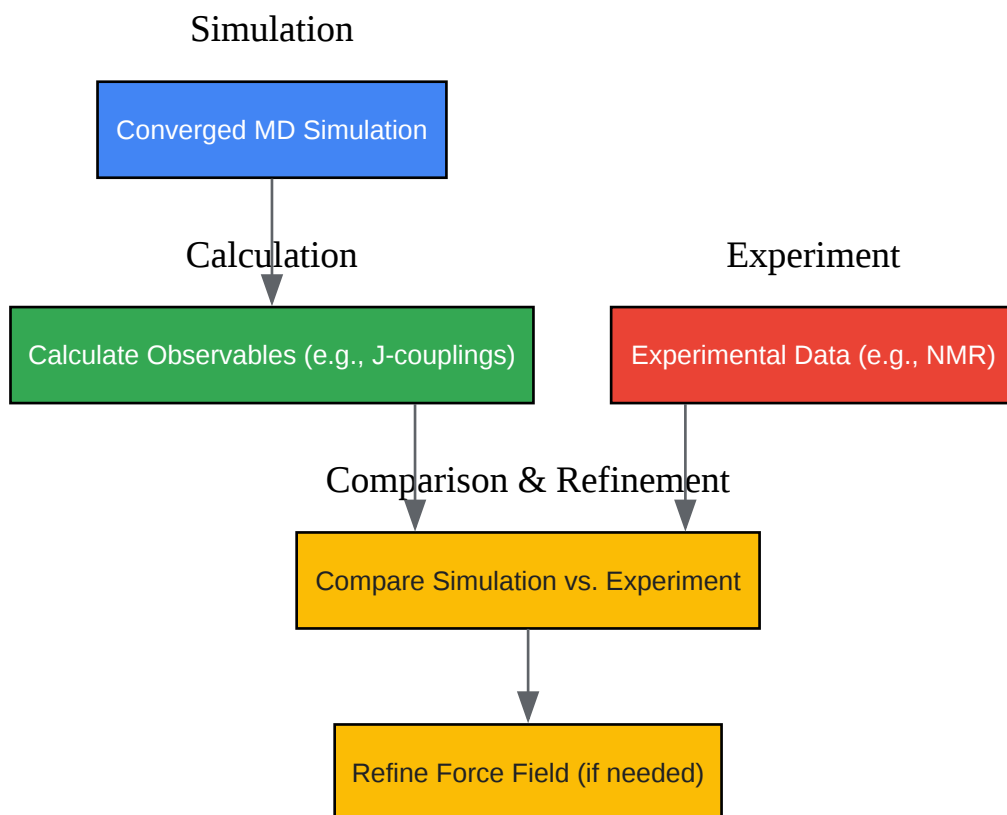 Simulation
Converged MD Simulation
Calculation
Experiment
Calculate Observables (e.g., J-couplings)
Experimental Data (e.g., NMR)
Comparison & Refinement
Compare Simulation vs. Experiment
Refine Force Field (if needed)